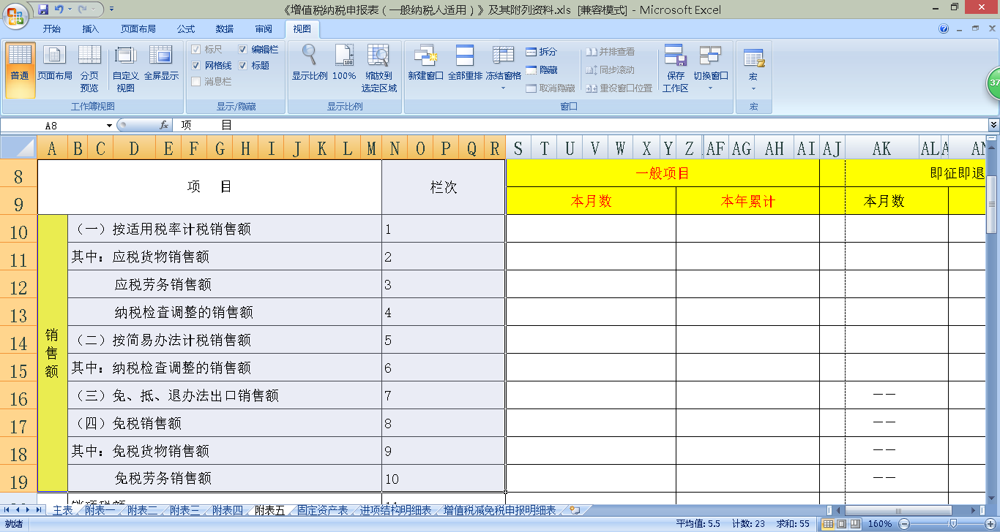 《增值税纳税申报表（一般纳税人适用）》及其附列资料.xls [兼容模式] - Microsoft Excel
开始 插入 页面布局 公式 数据 审阅 视图
普通 页面布局 分页预览 自定义视图 全屏显示
工作簿视图
标尺 编辑栏
网格线 标题
消息栏
显示/隐藏
显示比例 100% 缩放到选定区域
显示比例
新建窗口 全部重排 冻结窗格
拆分 并排查看
隐藏 同步滚动
取消隐藏 重设窗口位置
保存工作区 切换窗口
窗口
宏
宏
37
A8 fx 项 目
A B C D E F G H I J K L M N O P Q R S T U V W X Y Z AF AG AH AI AJ AK AL
8 项 目 栏次 一般项目 即征即退
9 本月数 本年累计 本月数
销售额
10 （一）按适用税率计税销售额 1
11 其中：应税货物销售额 2
12 应税劳务销售额 3
13 纳税检查调整的销售额 4
14 （二）按简易办法计税销售额 5
15 其中：纳税检查调整的销售额 6
16 （三）免、抵、退办法出口销售额 7 ——
17 （四）免税销售额 8 ——
18 其中：免税货物销售额 9 ——
19 免税劳务销售额 10 ——
主表 附表一 附表二 附表三 附表四 附表五 固定资产表 进项结构明细表 增值税减免税申报明细表
就绪 平均值: 5.5 计数: 23 求和: 55 160%